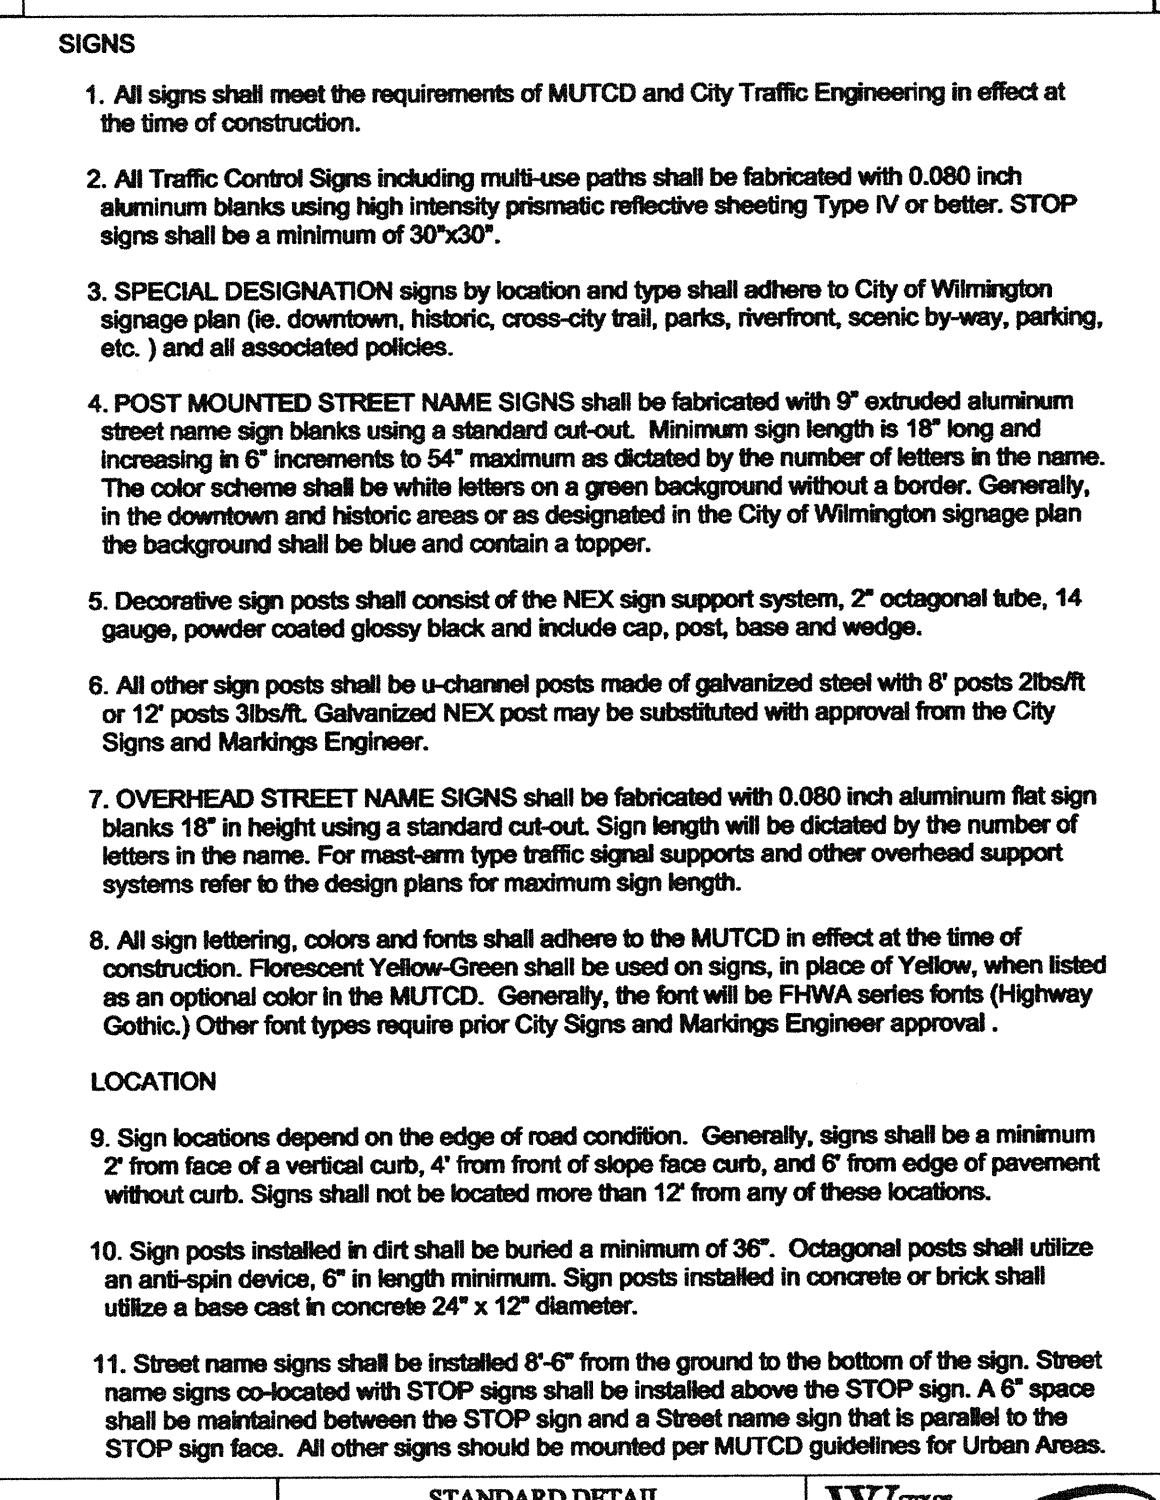 SIGNS
1. All signs shall meet the requirements of MUTCD and City Traffic Engineering in effect at
the time of construction.
2. All Traffic Control Signs including multi-use paths shall be fabricated with 0.080 inch
aluminum blanks using high intensity prismatic reflective sheeting Type IV or better. STOP
signs shall be a minimum of 30"x30".
3. SPECIAL DESIGNATION signs by location and type shall adhere to City of Wilmington
signage plan (ie. downtown, historic, cross-city trail, parks, riverfront, scenic by-way, parking,
etc. ) and all associated policies.
4. POST MOUNTED STREET NAME SIGNS shall be fabricated with 9" extruded aluminum
street name sign blanks using a standard cut-out.  Minimum sign length is 18" long and
increasing in 6" increments to 54" maximum as dictated by the number of letters in the name.
The color scheme shall be white letters on a green background without a border. Generally,
in the downtown and historic areas or as designated in the City of Wilmington signage plan
the background shall be blue and contain a topper.
5. Decorative sign posts shall consist of the NEX sign support system, 2" octagonal tube, 14
gauge, powder coated glossy black and include cap, post, base and wedge.
6. All other sign posts shall be u-channel posts made of galvanized steel with 8' posts 2lbs/ft
or 12' posts 3lbs/ft. Galvanized NEX post may be substituted with approval from the City
Signs and Markings Engineer.
7. OVERHEAD STREET NAME SIGNS shall be fabricated with 0.080 inch aluminum flat sign
blanks 18" in height using a standard cut-out. Sign length will be dictated by the number of
letters in the name. For mast-arm type traffic signal supports and other overhead support
systems refer to the design plans for maximum sign length.
8. All sign lettering, colors and fonts shall adhere to the MUTCD in effect at the time of
construction. Florescent Yellow-Green shall be used on signs, in place of Yellow, when listed
as an optional color in the MUTCD.  Generally, the font will be FHWA series fonts (Highway
Gothic.) Other font types require prior City Signs and Markings Engineer approval .
LOCATION
9. Sign locations depend on the edge of road condition.  Generally, signs shall be a minimum
2' from face of a vertical curb, 4' from front of slope face curb, and 6' from edge of pavement
without curb. Signs shall not be located more than 12' from any of these locations.
10. Sign posts installed in dirt shall be buried a minimum of 36".  Octagonal posts shall utilize
an anti-spin device, 6" in length minimum. Sign posts installed in concrete or brick shall
utilize a base cast in concrete 24" x 12" diameter.
11. Street name signs shall be installed 8'-6" from the ground to the bottom of the sign. Street
name signs co-located with STOP signs shall be installed above the STOP sign. A 6" space
shall be maintained between the STOP sign and a Street name sign that is parallel to the
STOP sign face.  All other signs should be mounted per MUTCD guidelines for Urban Areas.
STANDARD DETAIL